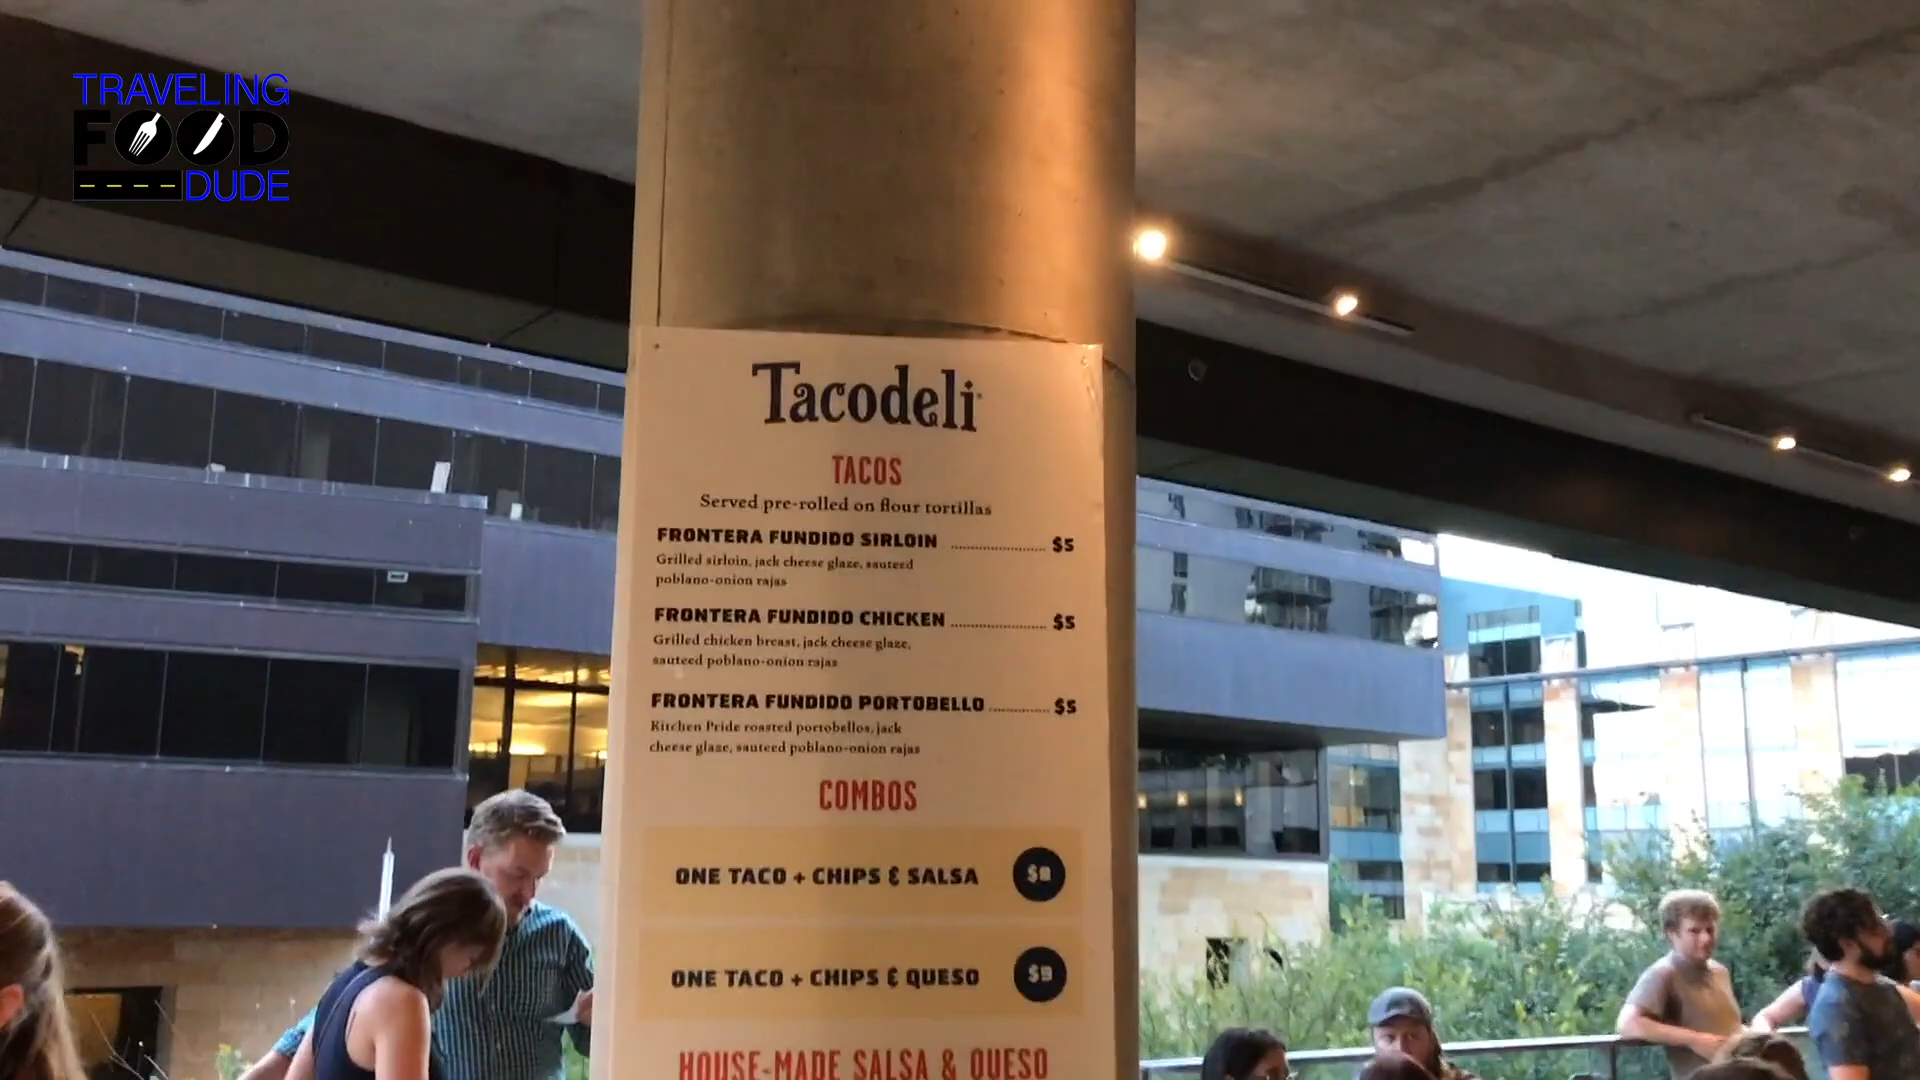 TRAVELING
FOOD
DUDE
Tacodeli
TACOS
Served pre-rolled on flour tortillas
FRONTERA FUNDIDO SIRLOIN ........................ $5
Grilled sirloin, jack cheese glaze, sauteed
poblano-onion rajas
FRONTERA FUNDIDO CHICKEN ........................ $5
Grilled chicken breast, jack cheese glaze,
sauteed poblano-onion rajas
FRONTERA FUNDIDO PORTOBELLO ............... $5
Kitchen Pride roasted portobellos, jack
cheese glaze, sauteed poblano-onion rajas
COMBOS
ONE TACO + CHIPS & SALSA $8
ONE TACO + CHIPS & QUESO $9
HOUSE-MADE SALSA & QUESO